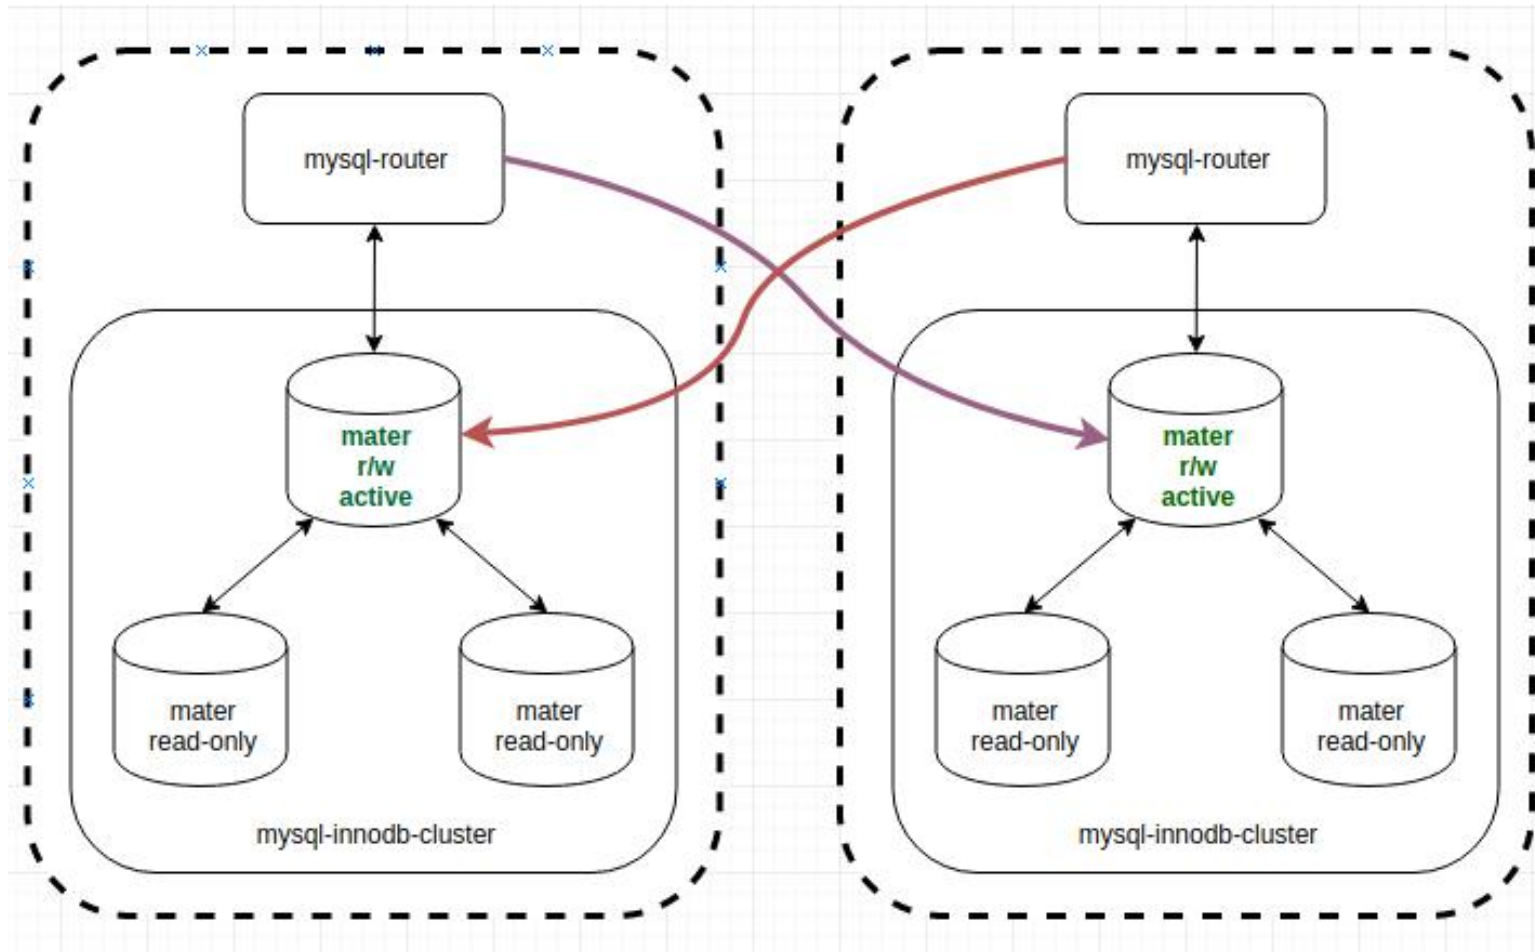 mysql-router
mysql-router
mater
r/w
active
mater
r/w
active
mater
read-only
mater
read-only
mater
read-only
mater
read-only
mysql-innodb-cluster
mysql-innodb-cluster